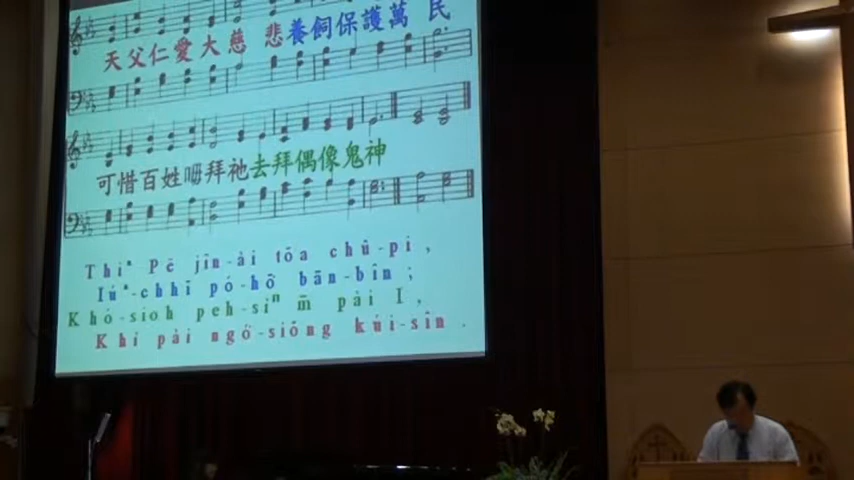 天父仁愛大慈 悲養飼保護萬 民
可惜百姓呣拜祂去拜偶像鬼神
Thiⁿ Pē jîn-ài tōa chû-pi,
Iúⁿ-chhī pó-hō͘ bān-bîn;
Khó-sioh peh-sìⁿ m̄ pài I,
Khì pài ngó͘-siōng kúi-sîn.